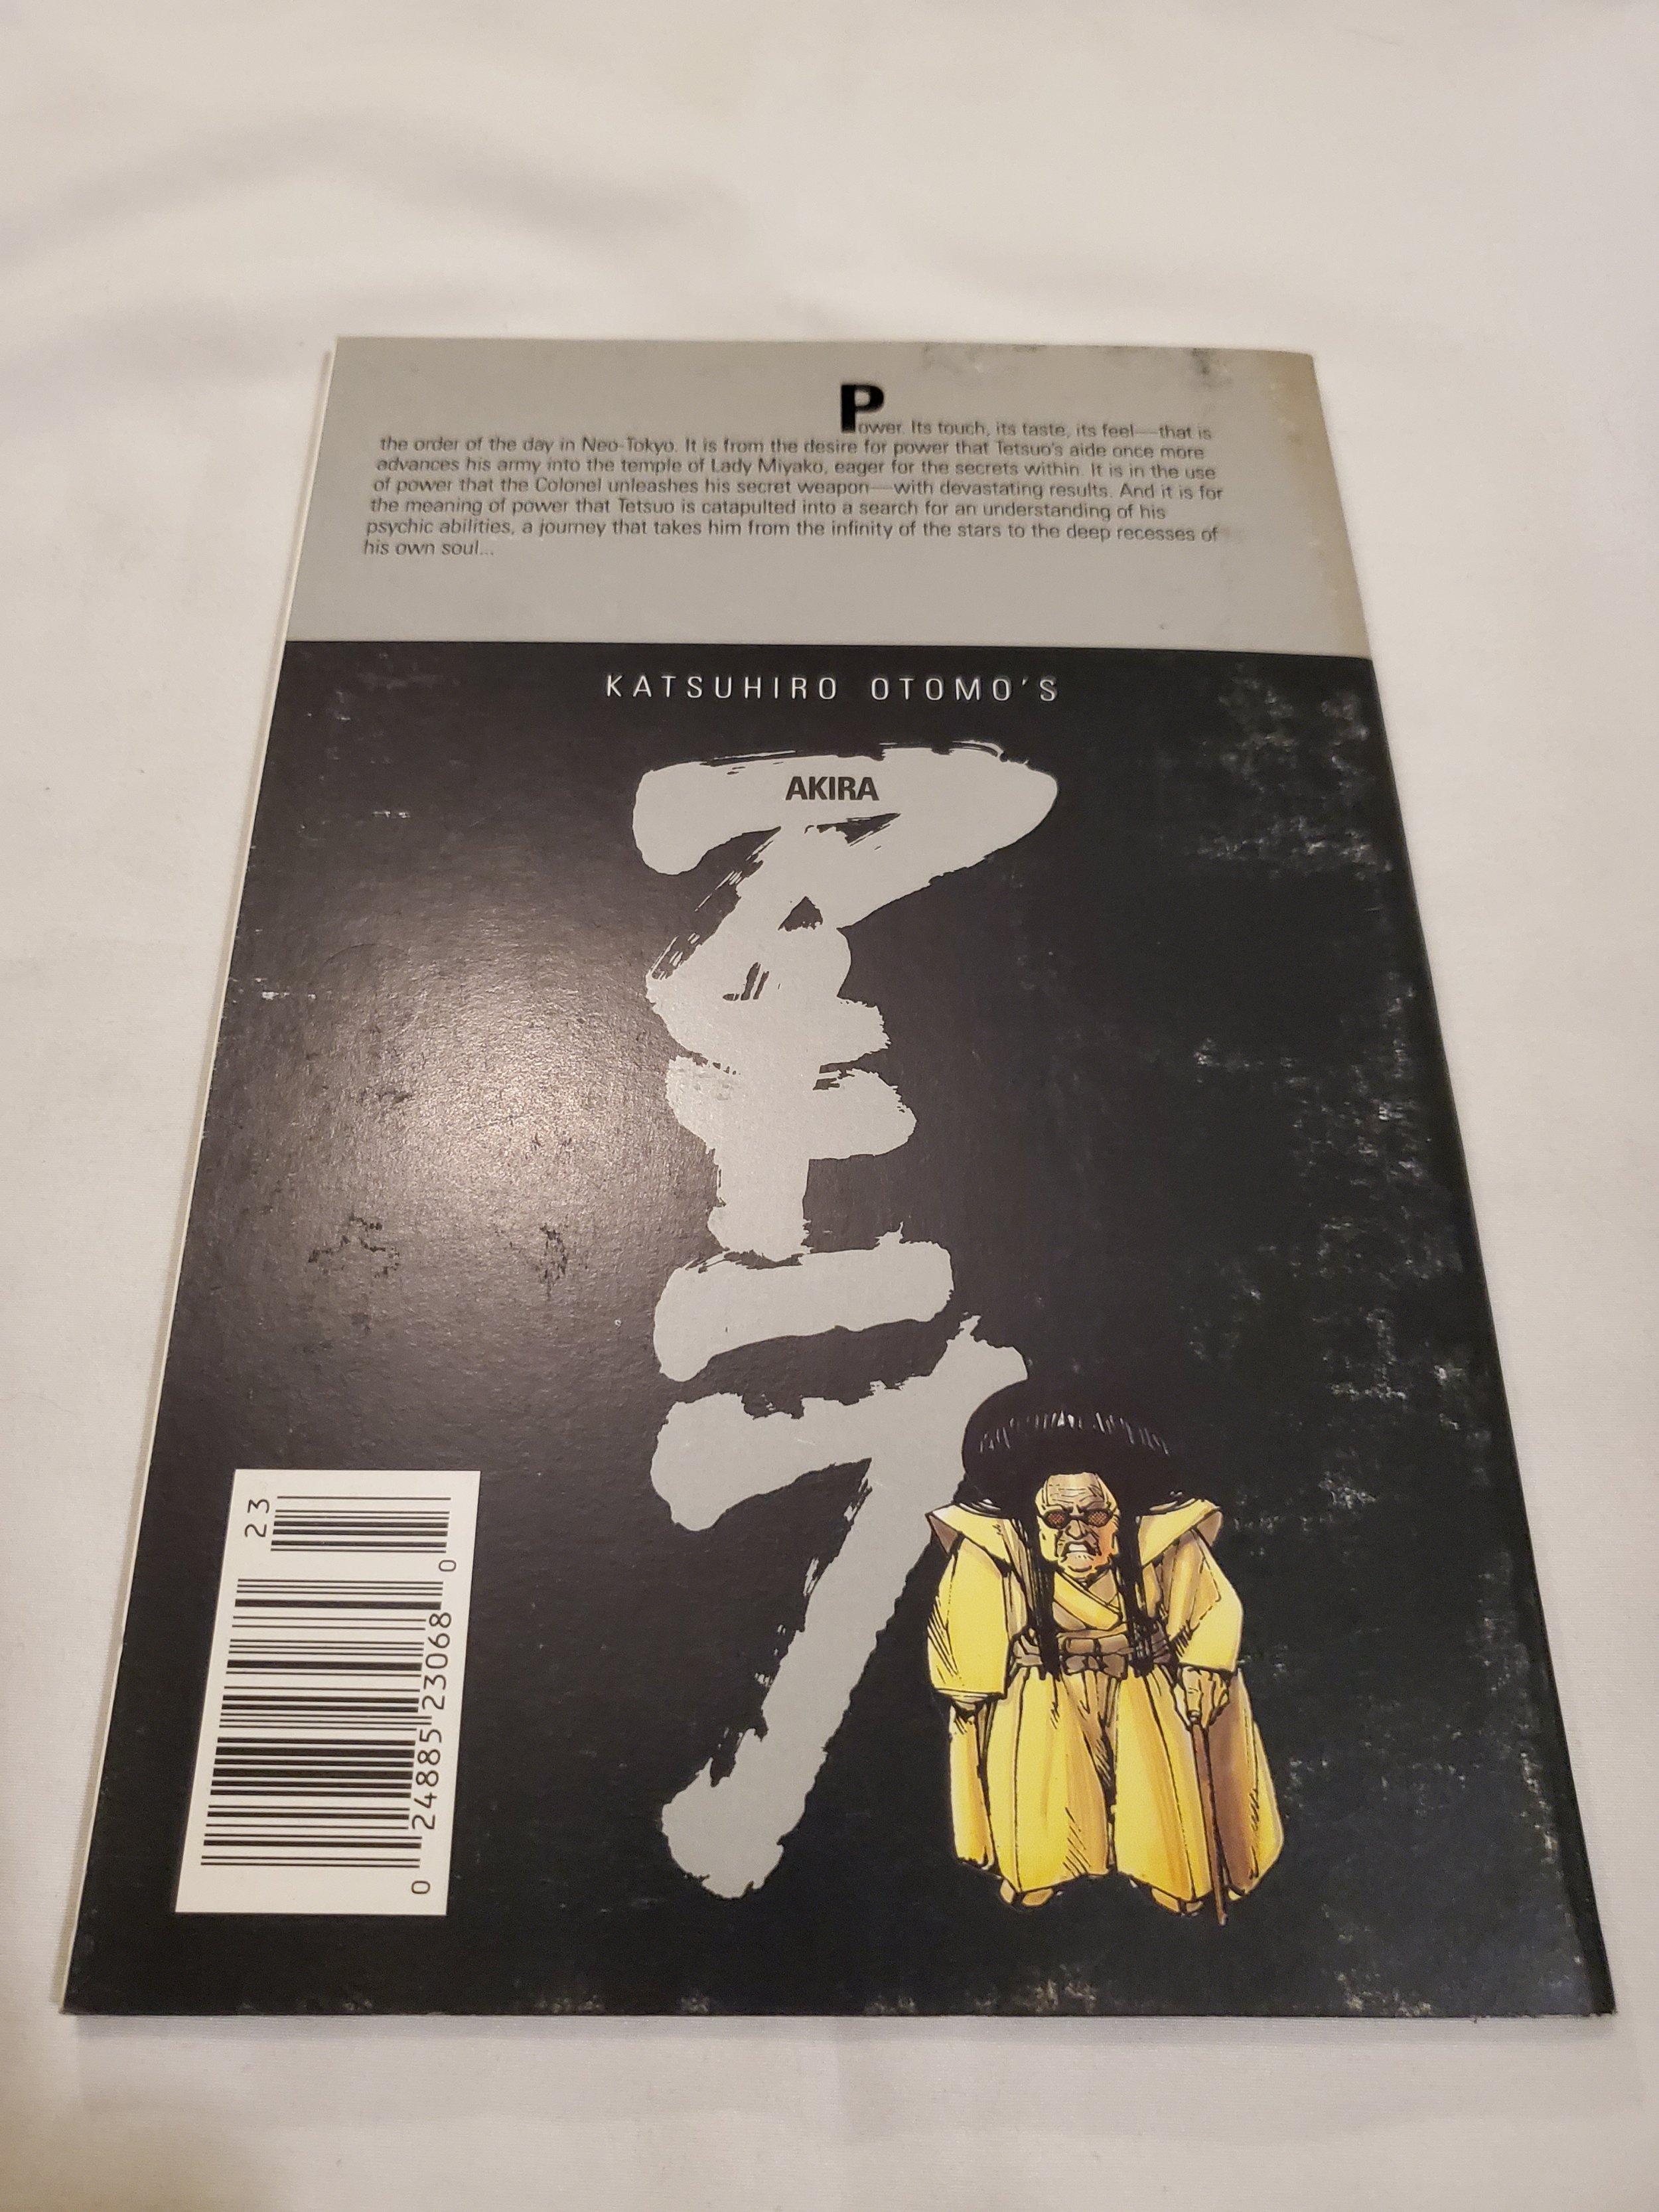 Power. Its touch, its taste, its feel—that is
the order of the day in Neo-Tokyo. It is from the desire for power that Tetsuo's aide once more
advances his army into the temple of Lady Miyako, eager for the secrets within. It is in the use
of power that the Colonel unleashes his secret weapon—with devastating results. And it is for
the meaning of power that Tetsuo is catapulted into a search for an understanding of his
psychic abilities, a journey that takes him from the infinity of the stars to the deep recesses of
his own soul...
KATSUHIRO OTOMO'S
AKIRA
アキラ
23
0 24885 23068 0